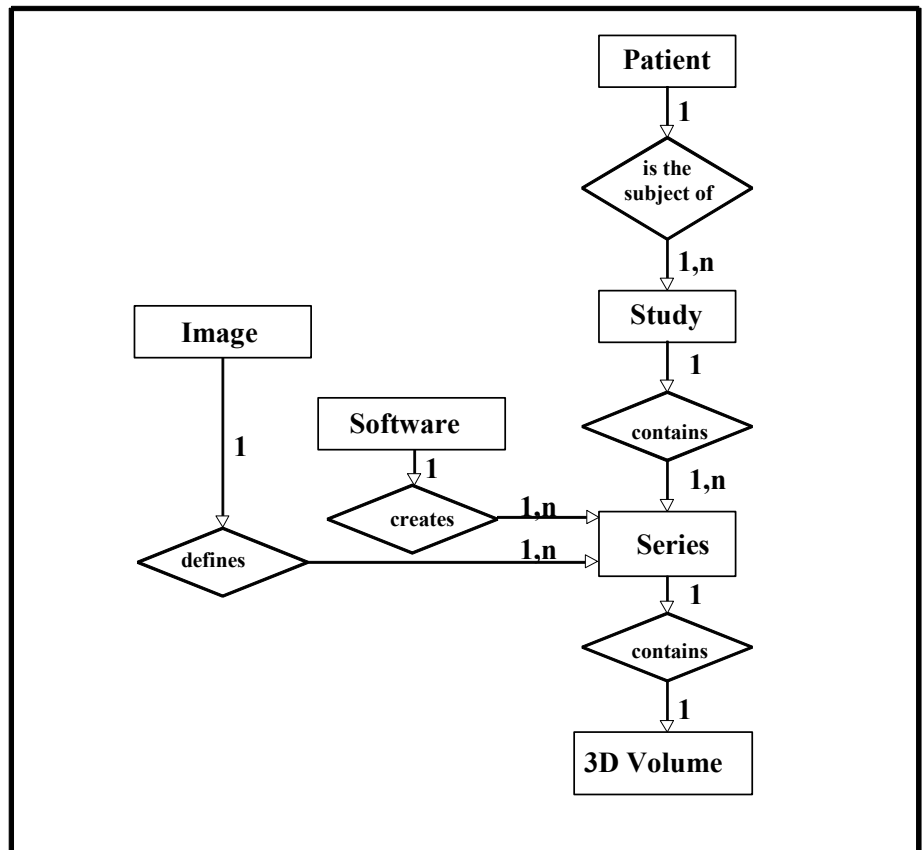 Patient
1
is the
subject of
1,n
Study
1
contains
1,n
Image
1
defines
1,n
Software
1
creates
1,n
Series
1
contains
1
3D Volume